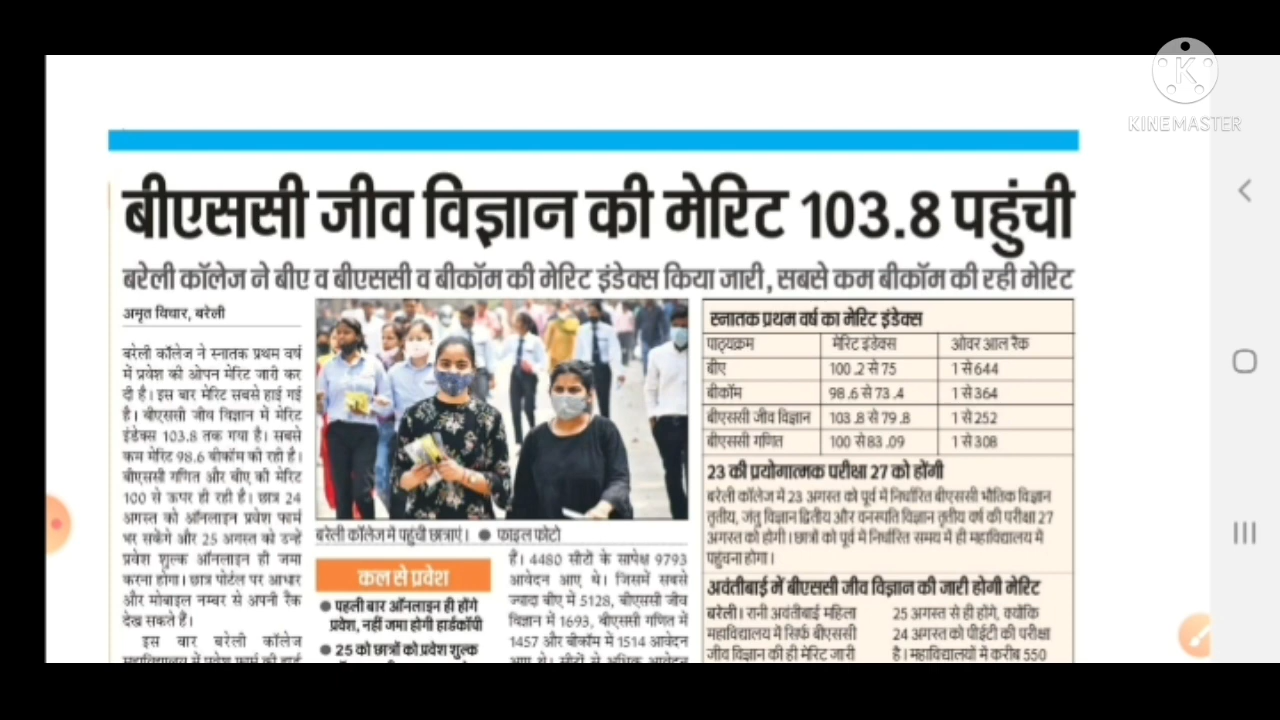 KINEMASTER
बीएससी जीव विज्ञान की मेरिट 103.8 पहुंची
बरेली कॉलेज ने बीए व बीएससी व बीकॉम की मेरिट इंडेक्स किया जारी, सबसे कम बीकॉम की रही मेरिट
अमृत विचार, बरेली
बरेली कॉलेज ने स्नातक प्रथम वर्ष
में प्रवेश की ओपन मेरिट जारी कर
दी है। इस बार मेरिट सबसे हाई गई
है। बीएससी जीव विज्ञान में मेरिट
इंडेक्स 103.8 तक गया है। सबसे
कम मेरिट 98.6 बीकॉम की रही है।
बीएससी गणित और बीए की मेरिट
100 से ऊपर ही रही है। छात्र 24
अगस्त को ऑनलाइन प्रवेश फार्म
भर सकेंगे और 25 अगस्त को उन्हें
प्रवेश शुल्क ऑनलाइन ही जमा
करना होगा। छात्र पोर्टल पर आधार
और मोबाइल नम्बर से अपनी रैंक
देख सकते हैं।
इस बार बरेली कॉलेज
बरेली कॉलेज में पहुंची छात्राएं। ● फाइल फोटो
कल से प्रवेश
● पहली बार ऑनलाइन ही होंगे
प्रवेश, नहीं जमा होगी हार्डकॉपी
● 25 को छात्रों को प्रवेश शुल्क
हैं। 4480 सीटों के सापेक्ष 9793
आवेदन आए थे। जिसमें सबसे
ज्यादा बीए में 5128, बीएससी जीव
विज्ञान में 1693, बीएससी गणित में
1457 और बीकॉम में 1514 आवेदन
आए थे। सीटों से अधिक आवेदन
स्नातक प्रथम वर्ष का मेरिट इंडेक्स
पाठ्यक्रम मेरिट इंडेक्स ओवर आल रैंक
बीए 100.2 से 75 1 से 644
बीकॉम 98.6 से 73.4 1 से 364
बीएससी जीव विज्ञान 103.8 से 79.8 1 से 252
बीएससी गणित 100 से 83.09 1 से 308
23 की प्रयोगात्मक परीक्षा 27 को होंगी
बरेली कॉलेज में 23 अगस्त को पूर्व में निर्धारित बीएससी भौतिक विज्ञान
तृतीय, जंतु विज्ञान द्वितीय और वनस्पति विज्ञान तृतीय वर्ष की परीक्षा 27
अगस्त को होगी। छात्रों को पूर्व में निर्धारित समय में ही महाविद्यालय में
पहुंचना होगा।
अवंतीबाई में बीएससी जीव विज्ञान की जारी होगी मेरिट
बरेली। रानी अवंतीबाई महिला
महाविद्यालय में सिर्फ बीएससी
जीव विज्ञान की ही मेरिट जारी
25 अगस्त से ही होंगे, क्योंकि
24 अगस्त को पीईटी की परीक्षा
है। महाविद्यालयों में करीब 550